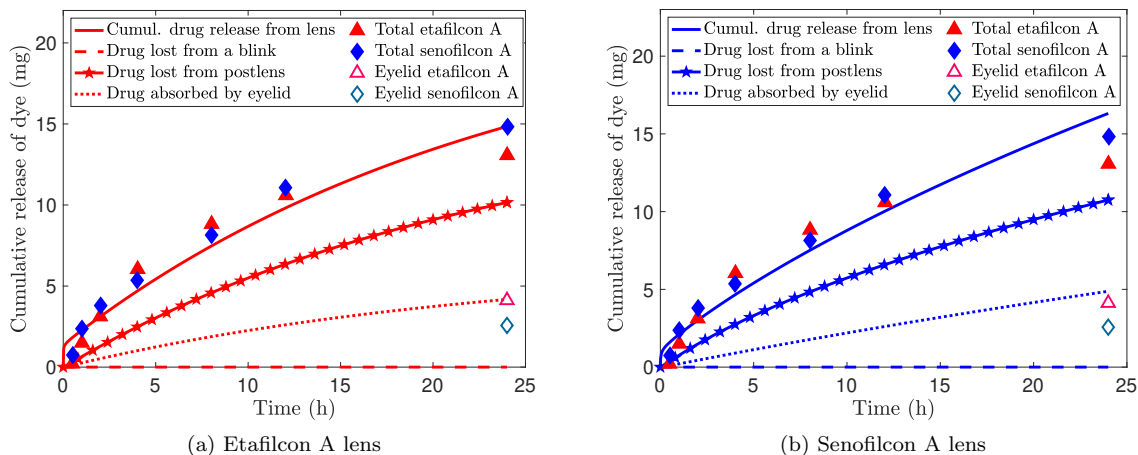 Cumul. drug release from lens
Drug lost from a blink
Drug lost from postlens
Drug absorbed by eyelid
Total etafilcon A
Total senofilcon A
Eyelid etafilcon A
Eyelid senofilcon A
Cumulative release of dye (mg)
20
15
10
5
0
0 5 10 15 20 25
Time (h)
(a) Etafilcon A lens
Cumul. drug release from lens
Drug lost from a blink
Drug lost from postlens
Drug absorbed by eyelid
Total etafilcon A
Total senofilcon A
Eyelid etafilcon A
Eyelid senofilcon A
Cumulative release of dye (mg)
20
15
10
5
0
0 5 10 15 20 25
Time (h)
(b) Senofilcon A lens